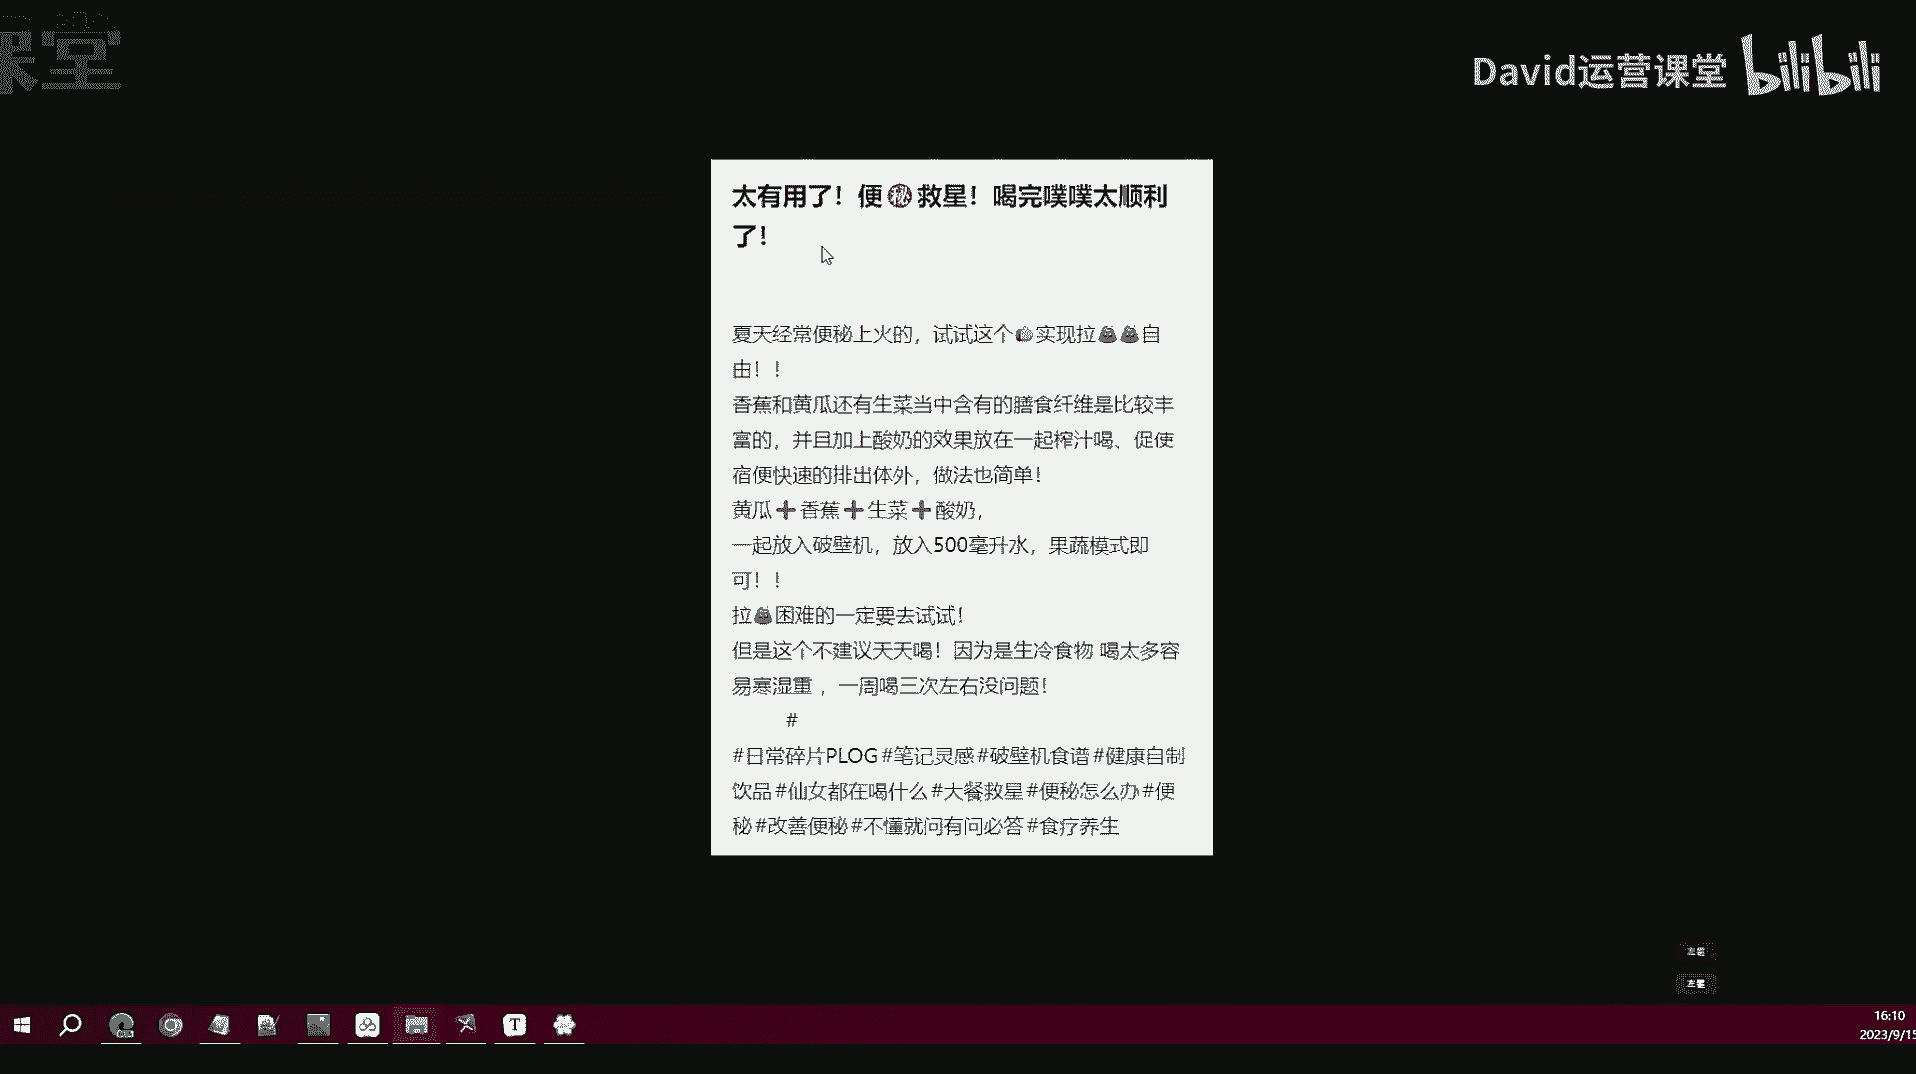 课堂
David运营课堂 bilibili
太有用了！便㊙救星！喝完噗噗太顺利
了！
夏天经常便秘上火的，试试这个👍实现拉💩💩自
由！！
香蕉和黄瓜还有生菜当中含有的膳食纤维是比较丰
富的，并且加上酸奶的效果放在一起榨汁喝、促使
宿便快速的排出体外，做法也简单！
黄瓜➕香蕉➕生菜➕酸奶，
一起放入破壁机，放入500毫升水，果蔬模式即
可！！
拉💩困难的一定要去试试！
但是这个不建议天天喝！因为是生冷食物 喝太多容
易寒湿重 ，一周喝三次左右没问题！
#
#日常碎片PLOG#笔记灵感#破壁机食谱#健康自制
饮品#仙女都在喝什么#大餐救星#便秘怎么办#便
秘#改善便秘#不懂就问有问必答#食疗养生
左键
左键
T
16:10
2023/9/15